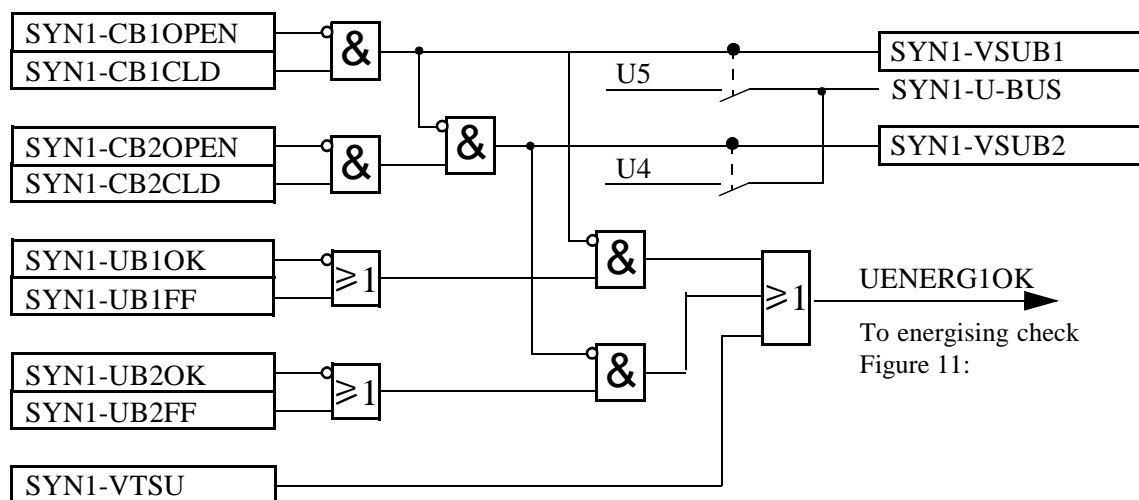 SYN1-CB1OPEN
SYN1-CB1CLD
&
SYN1-VSUB1
U5
SYN1-U-BUS
SYN1-CB2OPEN
SYN1-CB2CLD
&
&
SYN1-VSUB2
U4
SYN1-UB1OK
SYN1-UB1FF
≥1
&
≥1
UENERG1OK
To energising check
Figure 11:
SYN1-UB2OK
SYN1-UB2FF
≥1
&
SYN1-VTSU